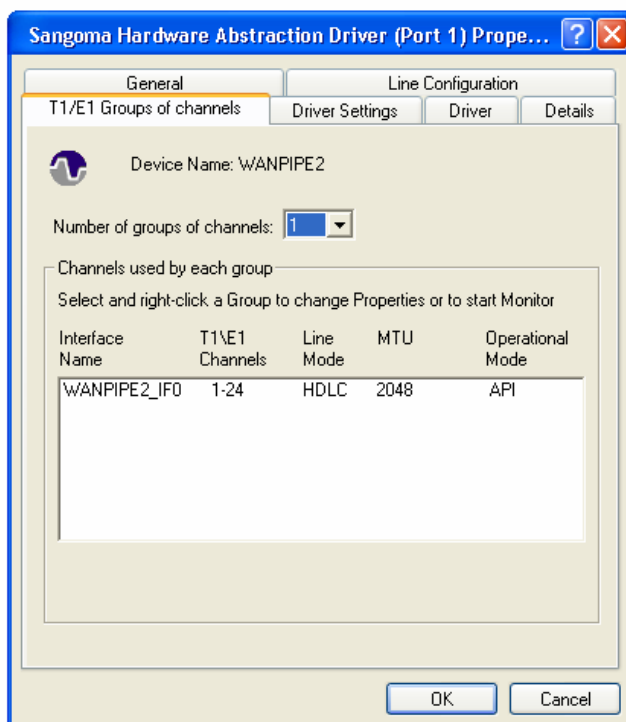 Sangoma Hardware Abstraction Driver (Port 1) Prope... ?
General Line Configuration
T1/E1 Groups of channels Driver Settings Driver Details
Device Name: WANPIPE2
Number of groups of channels: 1
Channels used by each group
Select and right-click a Group to change Properties or to start Monitor
Interface T1\E1 Line MTU Operational
Name Channels Mode Mode
WANPIPE2_IF0 1-24 HDLC 2048 API
OK Cancel